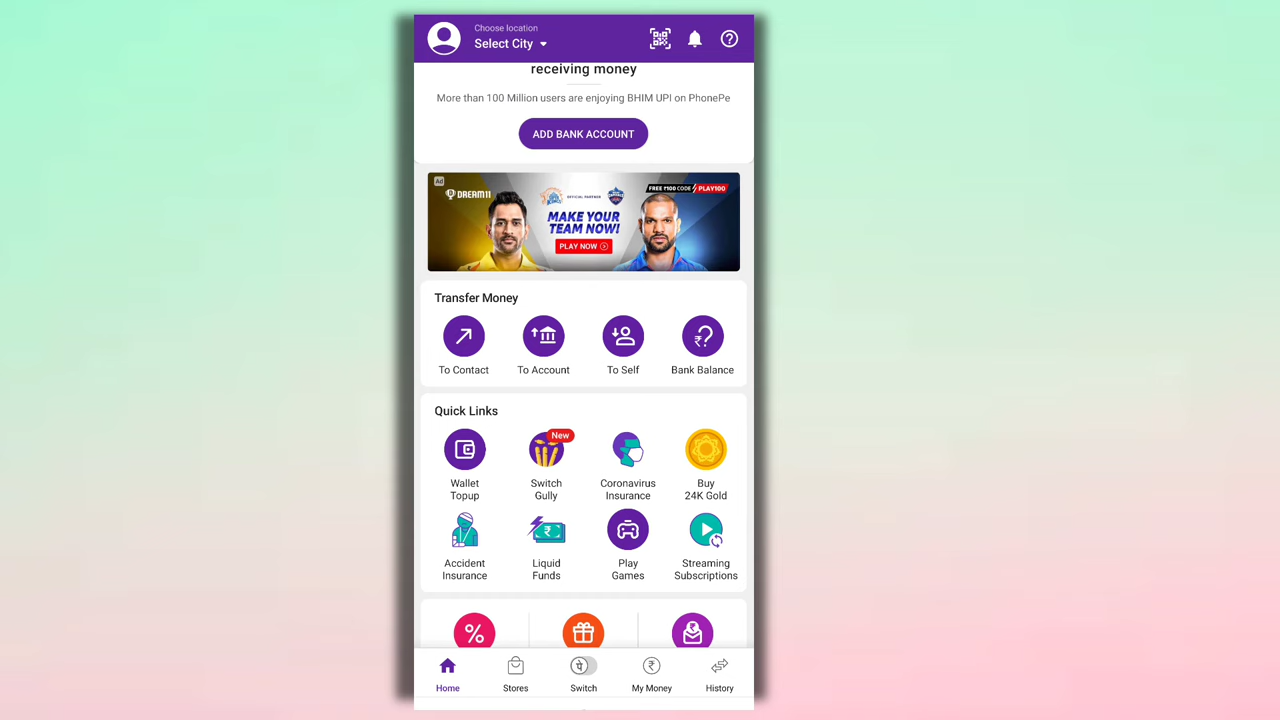 Choose location
Select City
receiving money
More than 100 Million users are enjoying BHIM UPI on PhonePe
ADD BANK ACCOUNT
Ad
DREAM11
OFFICIAL PARTNER
FREE ₹100 CODE PLAY100
MAKE YOUR
TEAM NOW!
PLAY NOW
Transfer Money
To Contact
To Account
To Self
Bank Balance
Quick Links
New
Wallet
Topup
Switch
Gully
Coronavirus
Insurance
Buy
24K Gold
Accident
Insurance
Liquid
Funds
Play
Games
Streaming
Subscriptions
Home
Stores
Switch
My Money
History